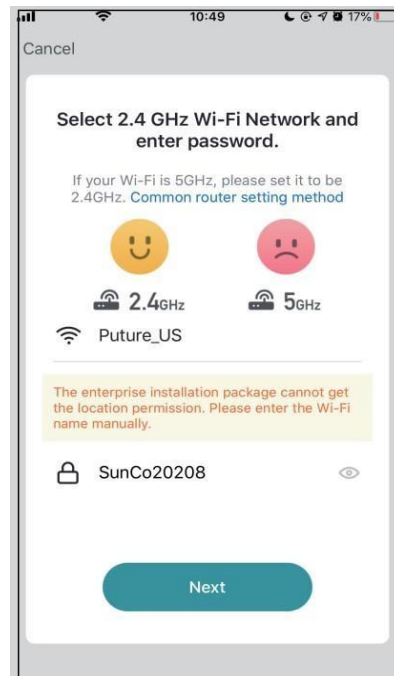 10:49 17%
Cancel
Select 2.4 GHz Wi-Fi Network and
enter password.
If your Wi-Fi is 5GHz, please set it to be
2.4GHz. Common router setting method
2.4GHz 5GHz
Puture_US
The enterprise installation package cannot get
the location permission. Please enter the Wi-Fi
name manually.
SunCo20208
Next